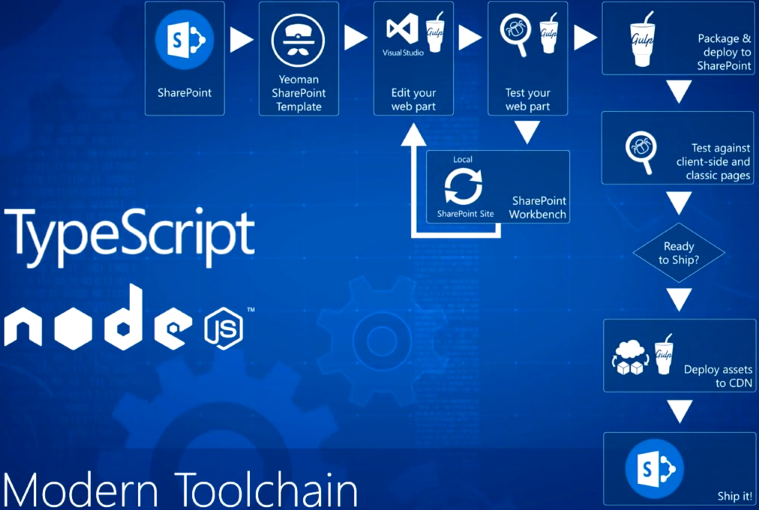 SharePoint
Yeoman
SharePoint
Template
Visual Studio
Gulp
Edit your
web part
Gulp
Test your
web part
Gulp
Package &
deploy to
SharePoint
Local
SharePoint Site
SharePoint
Workbench
Test against
client-side and
classic pages
Ready
to Ship?
Gulp
Deploy assets
to CDN
S
Ship it!
TypeScript
node JS™
Modern Toolchain